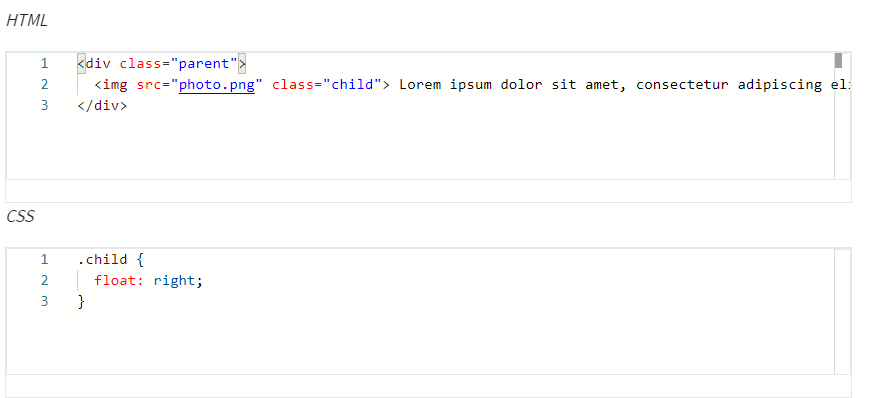 HTML
1 <div class="parent">
2 <img src="photo.png" class="child"> Lorem ipsum dolor sit amet, consectetur adipiscing
3 </div>
CSS
1 .child {
2 float: right;
3 }